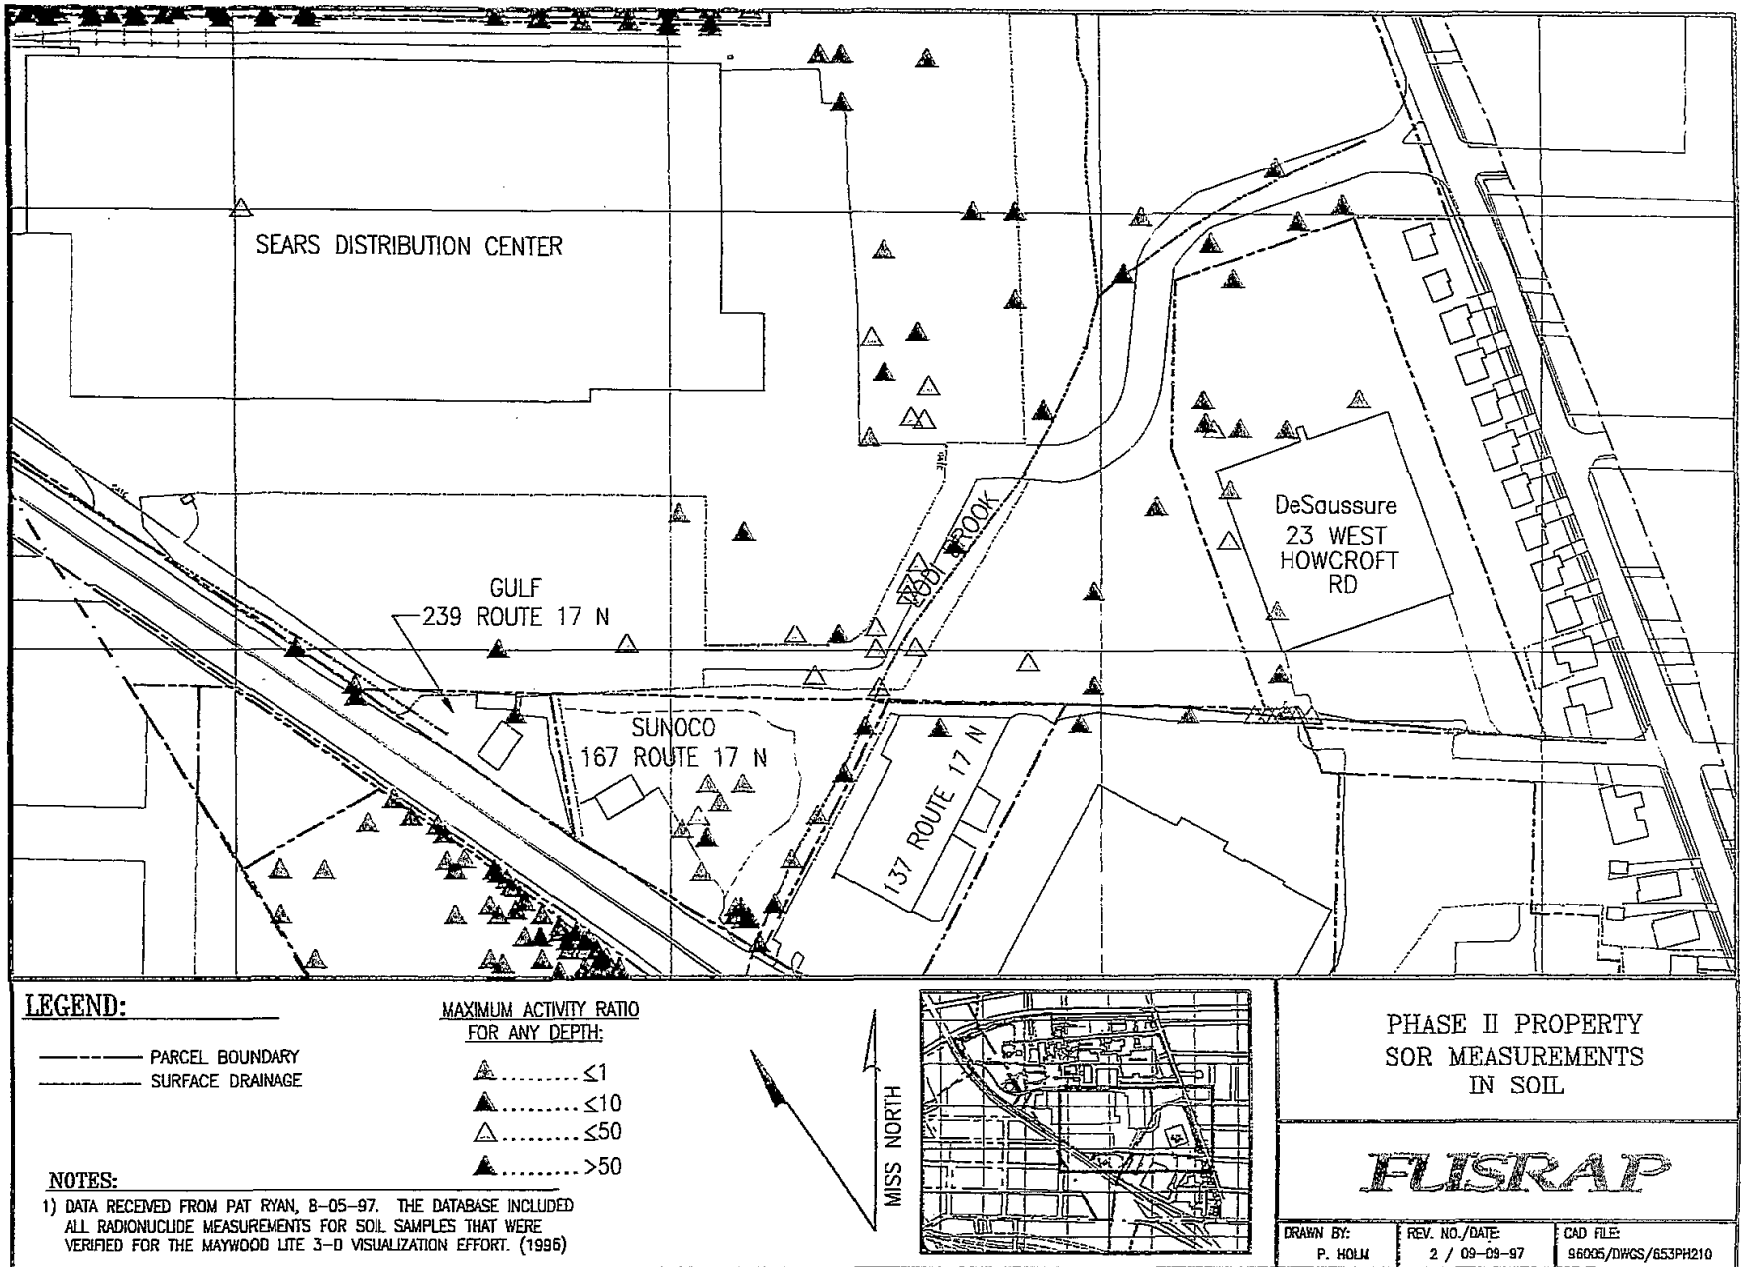 SEARS DISTRIBUTION CENTER
LODI BROOK
DeSaussure
23 WEST
HOWCROFT
RD
GULF
239 ROUTE 17 N
SUNOCO
167 ROUTE 17 N
137 ROUTE 17 N
LEGEND:
PARCEL BOUNDARY
SURFACE DRAINAGE
MAXIMUM ACTIVITY RATIO
FOR ANY DEPTH:
.......... ≤1
.......... ≤10
.......... ≤50
.......... >50
NOTES:
1) DATA RECEIVED FROM PAT RYAN, 8-05-97. THE DATABASE INCLUDED
ALL RADIONUCLIDE MEASUREMENTS FOR SOIL SAMPLES THAT WERE
VERIFIED FOR THE MAYWOOD LITE 3-D VISUALIZATION EFFORT. (1996)
MISS NORTH
PHASE II PROPERTY
SOR MEASUREMENTS
IN SOIL
FUSRAP
DRAWN BY:
P. HOLM
REV. NO./DATE:
2 / 09-09-97
CAD FILE:
96005/DWGS/653PH210